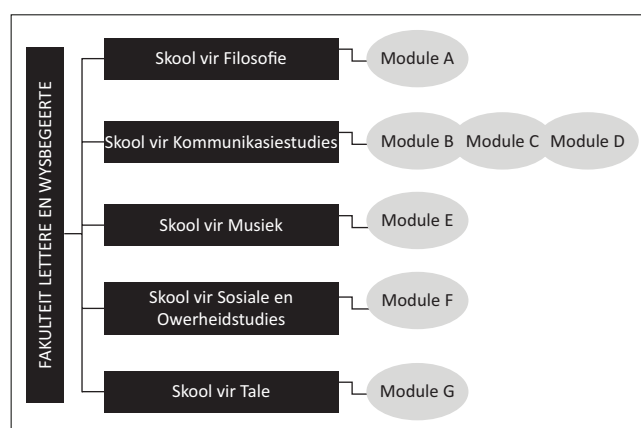 FAKULTEIT LETTERE EN WYSBEGEERTE
Skool vir Filosofie
Module A
Skool vir Kommunikasiestudies
Module B
Module C
Module D
Skool vir Musiek
Module E
Skool vir Sosiale en
Owerheidstudies
Module F
Skool vir Tale
Module G